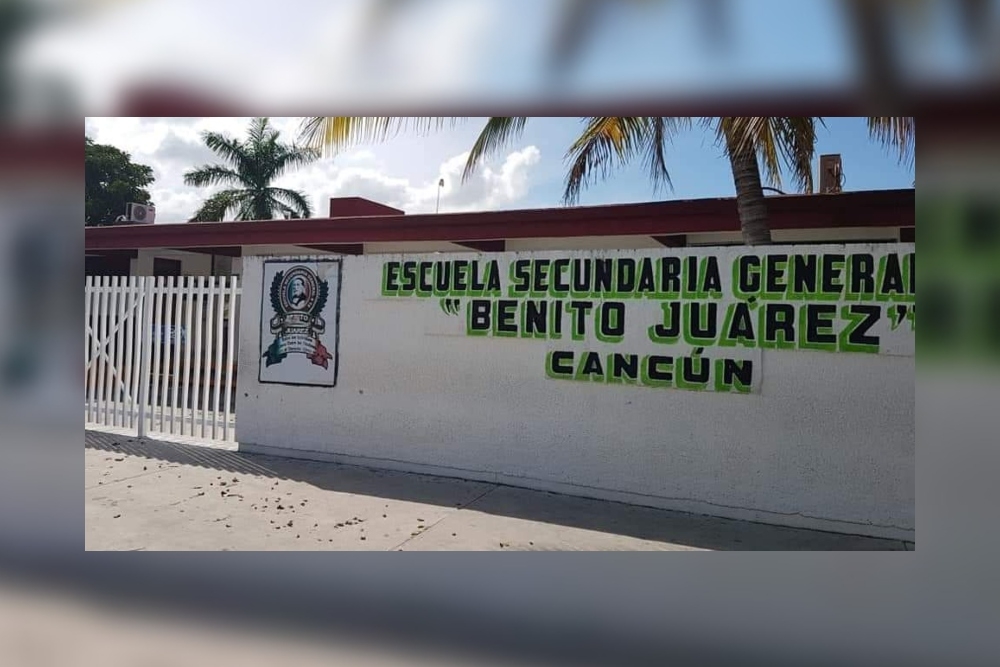 ESCUELA SECUNDARIA GENERAL
"BENITO JUÁREZ"
CANCÚN